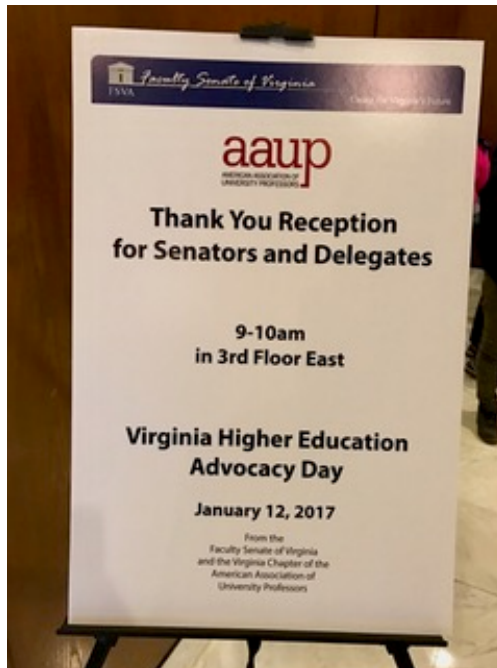 Faculty Senate of Virginia
FSVA
aaup
AMERICAN ASSOCIATION OF
UNIVERSITY PROFESSORS
Thank You Reception
for Senators and Delegates
9-10am
in 3rd Floor East
Virginia Higher Education
Advocacy Day
January 12, 2017
From the
Faculty Senate of Virginia
and the Virginia Chapter of the
American Association of
University Professors